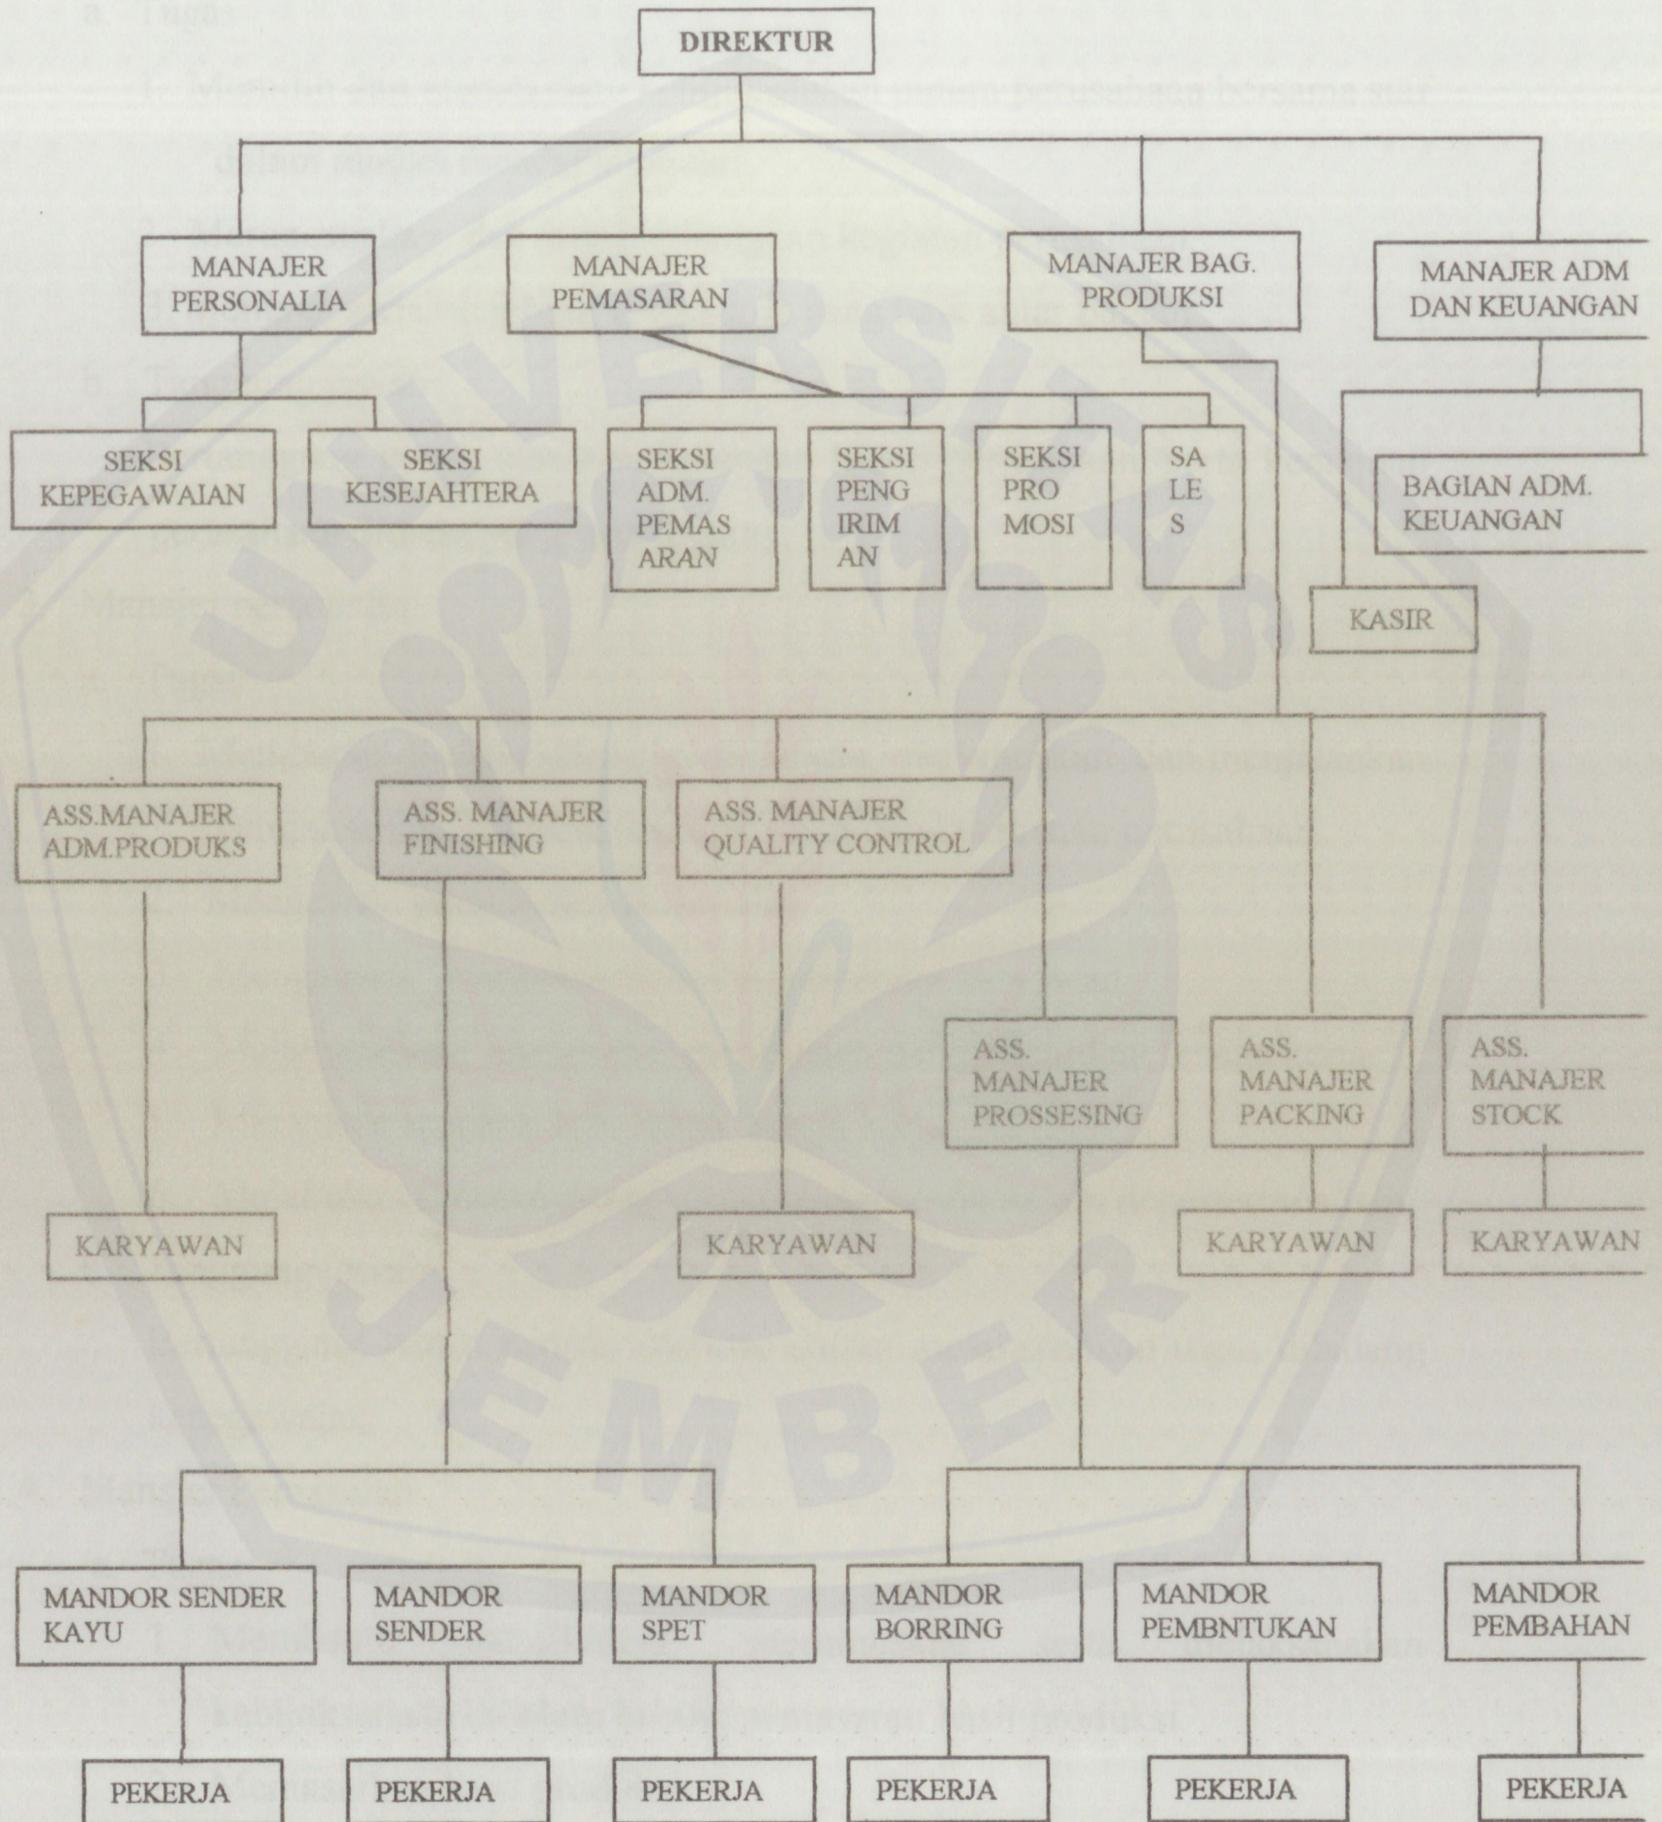 DIREKTUR
MANAJER
PERSONALIA
MANAJER
PEMASARAN
MANAJER BAG.
PRODUKSI
MANAJER ADM
DAN KEUANGAN
SEKSI
KEPEGAWAIAN
SEKSI
KESEJAHTERA
SEKSI
ADM.
PEMAS
ARAN
SEKSI
PENG
IRIM
AN
SEKSI
PRO
MOSI
SA
LE
S
BAGIAN ADM.
KEUANGAN
KASIR
ASS.MANAJER
ADM.PRODUKS
ASS. MANAJER
FINISHING
ASS. MANAJER
QUALITY CONTROL
ASS.
MANAJER
PROSSESING
ASS.
MANAJER
PACKING
ASS.
MANAJER
STOCK
KARYAWAN
KARYAWAN
KARYAWAN
KARYAWAN
MANDOR SENDER
KAYU
MANDOR
SENDER
MANDOR
SPET
MANDOR
BORRING
MANDOR
PEMBNTUKAN
MANDOR
PEMBAHAN
PEKERJA
PEKERJA
PEKERJA
PEKERJA
PEKERJA
PEKERJA
UNIVERSITAS
JEMBER